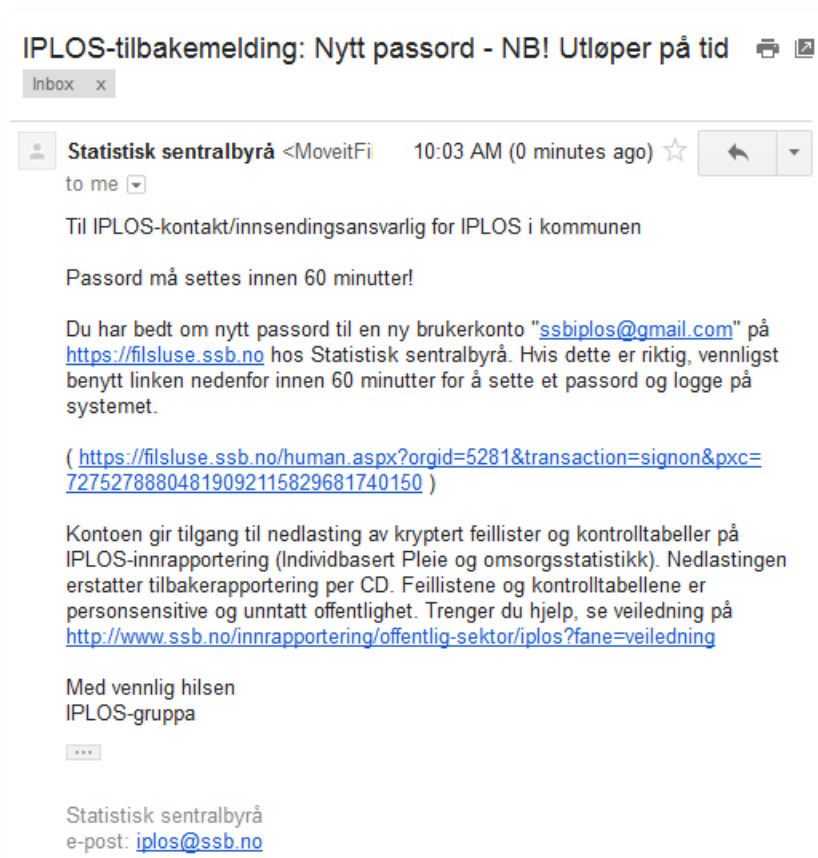 IPLOS-tilbakemelding: Nytt passord - NB! Utløper på tid
Inbox x
Statistisk sentralbyrå <MoveitFi 10:03 AM (0 minutes ago)
to me
Til IPLOS-kontakt/innsendingsansvarlig for IPLOS i kommunen
Passord må settes innen 60 minutter!
Du har bedt om nytt passord til en ny brukerkonto "ssbiplos@gmail.com" på
https://filsluse.ssb.no hos Statistisk sentralbyrå. Hvis dette er riktig, vennligst
benytt linken nedenfor innen 60 minutter for å sette et passord og logge på
systemet.
( https://filsluse.ssb.no/human.aspx?orgid=5281&transaction=signon&pxc=
7275278880481909211582968174​0150 )
Kontoen gir tilgang til nedlasting av kryptert feillister og kontrolltabeller på
IPLOS-innrapportering (Individbasert Pleie og omsorgsstatistikk). Nedlastingen
erstatter tilbakerapportering per CD. Feillistene og kontrolltabellene er
personsensitive og unntatt offentlighet. Trenger du hjelp, se veiledning på
http://www.ssb.no/innrapportering/offentlig-sektor/iplos?fane=veiledning
Med vennlig hilsen
IPLOS-gruppa
Statistisk sentralbyrå
e-post: iplos@ssb.no